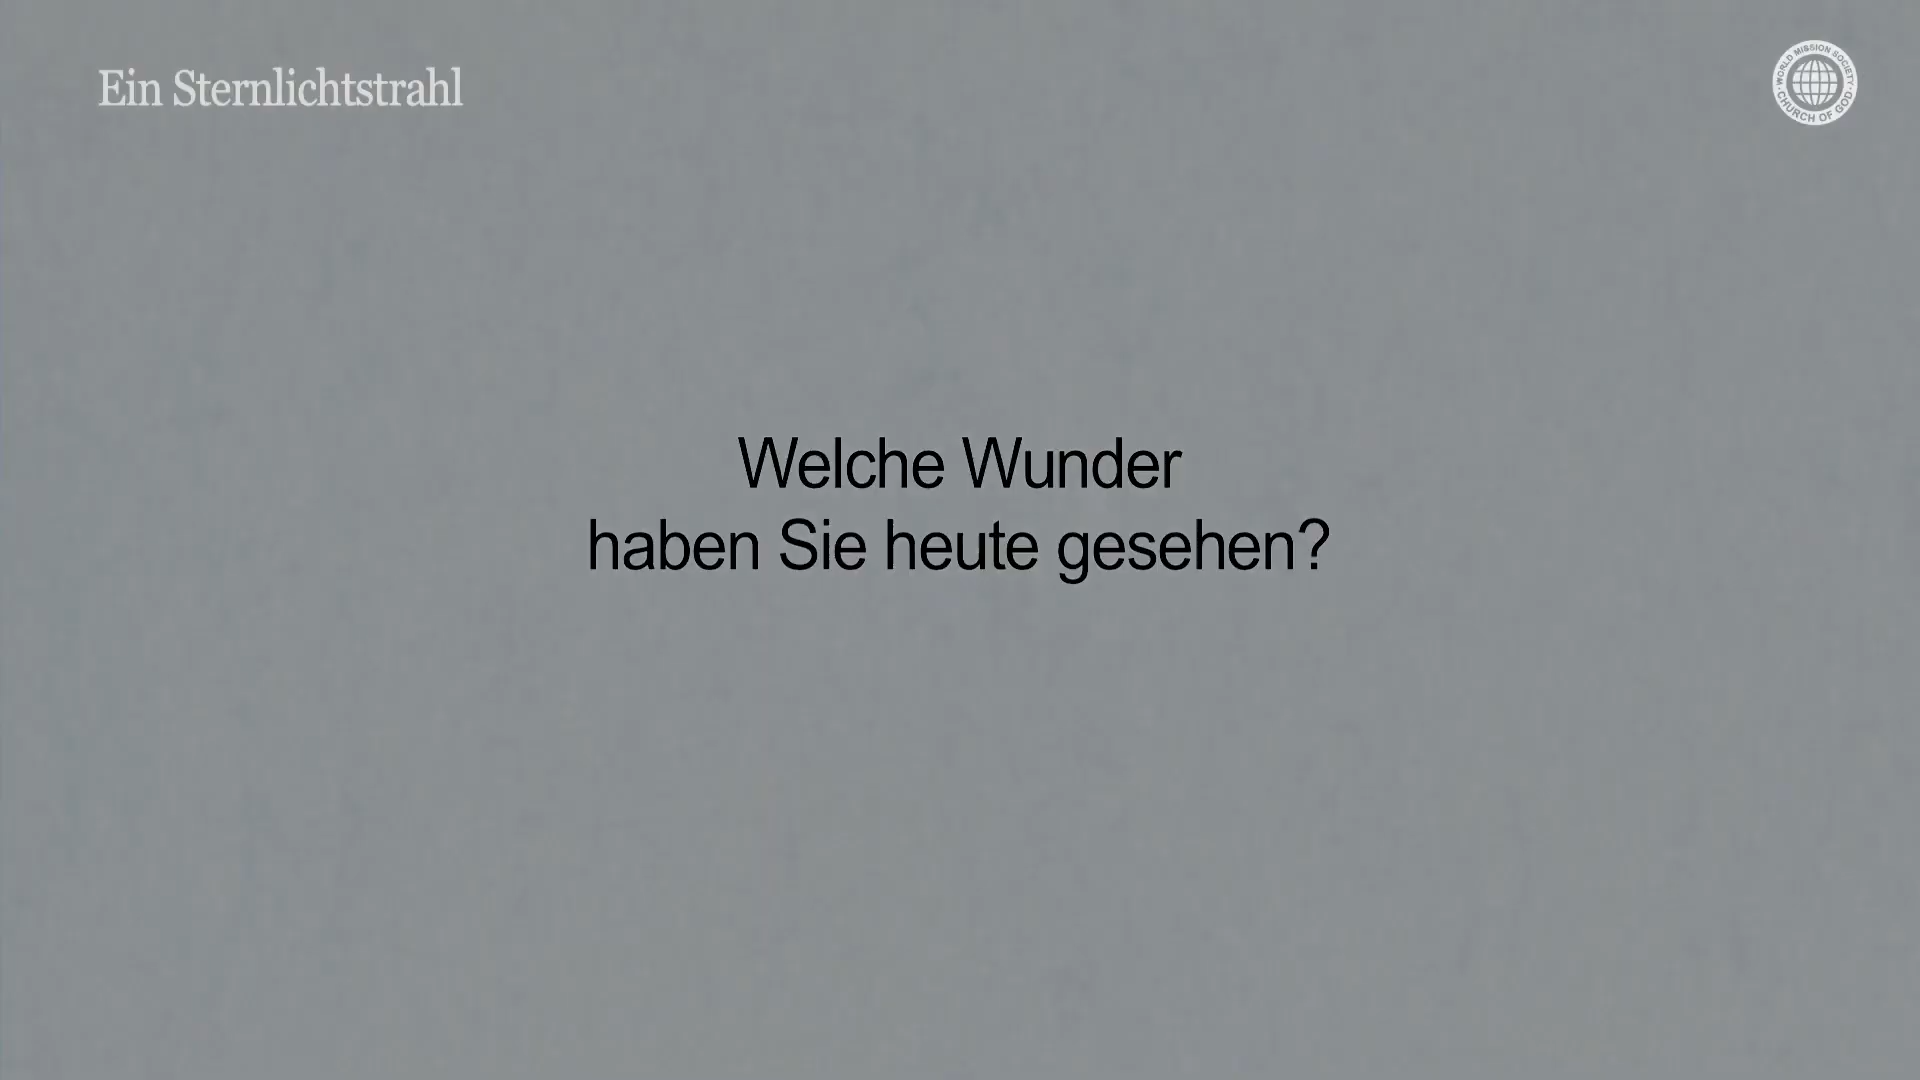 Ein Sternlichtstrahl
WORLD MISSION SOCIETY
CHURCH OF GOD
Welche Wunder
haben Sie heute gesehen?